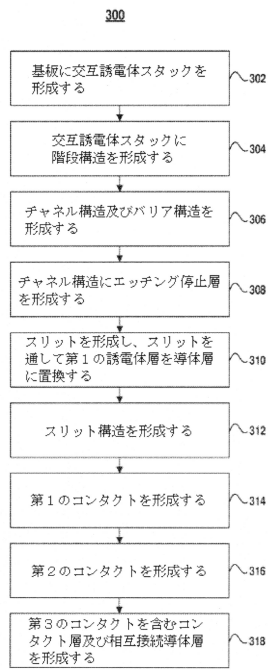 300
基板に交互誘電体スタックを
形成する
302
交互誘電体スタックに
階段構造を形成する
304
チャネル構造及びバリア構造を
形成する
306
チャネル構造にエッチング停止層
を形成する
308
スリットを形成し、スリットを
通して第1の誘電体層を導体層
に置換する
310
スリット構造を形成する
312
第1のコンタクトを形成する
314
第2のコンタクトを形成する
316
第3のコンタクトを含むコン
タクト層及び相互接続導体層
を形成する
318